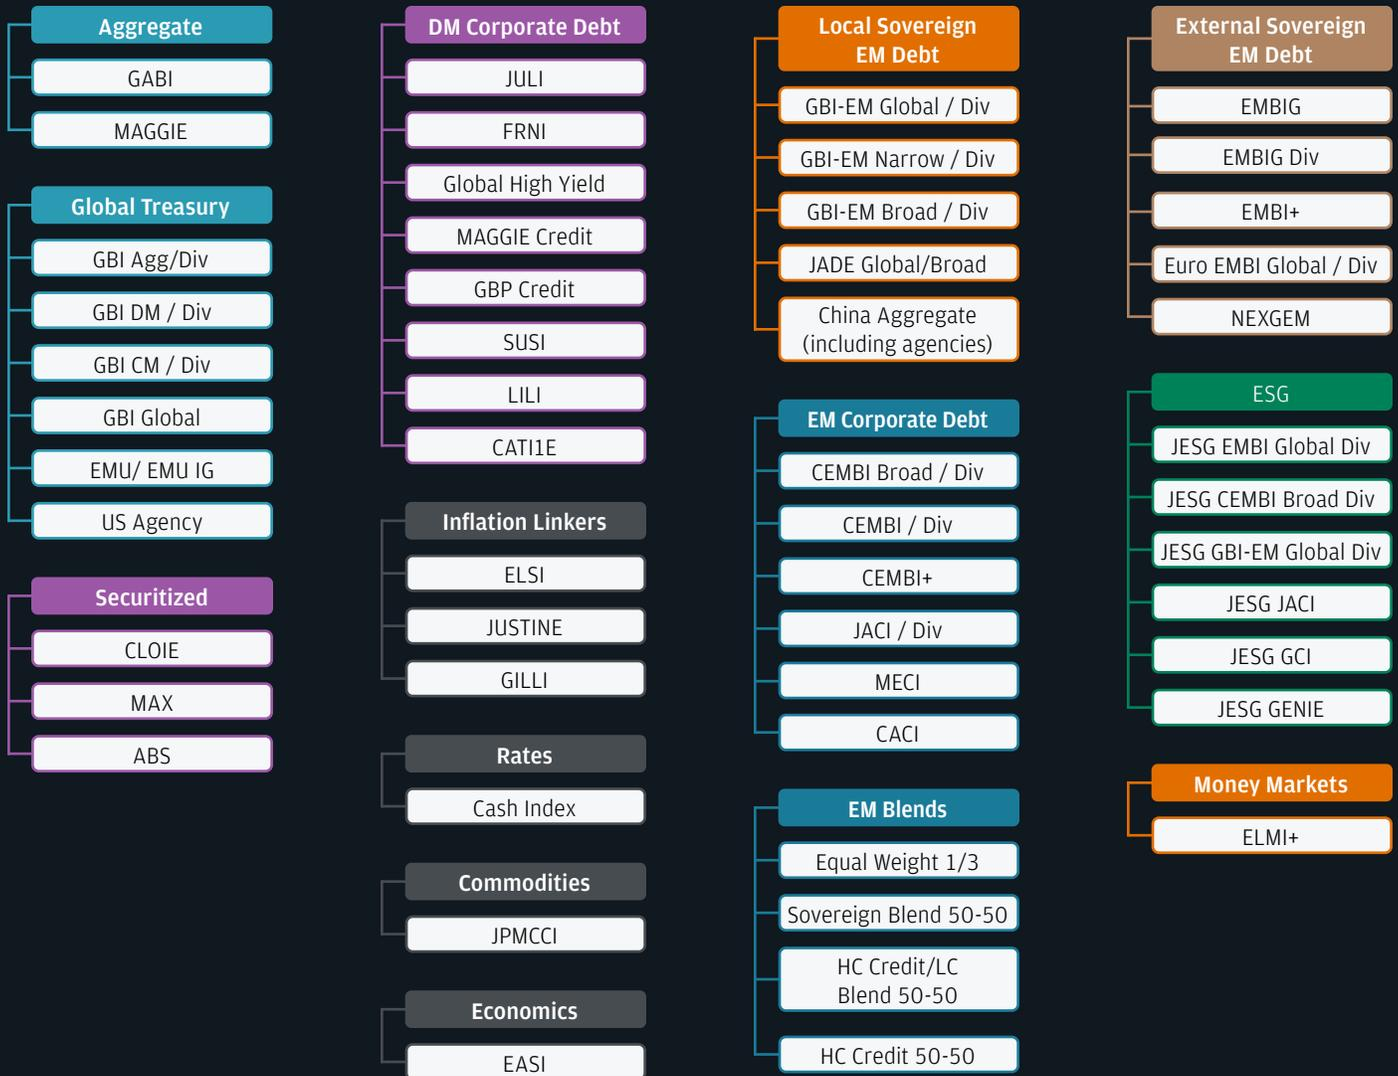 Aggregate
GABI
MAGGIE
Global Treasury
GBI Agg/Div
GBI DM / Div
GBI CM / Div
GBI Global
EMU/ EMU IG
US Agency
Securitized
CLOIE
MAX
ABS
DM Corporate Debt
JULI
FRNI
Global High Yield
MAGGIE Credit
GBP Credit
SUSI
LILI
CATI1E
Inflation Linkers
ELSI
JUSTINE
GILLI
Rates
Cash Index
Commodities
JPMCCI
Economics
EASI
Local Sovereign
EM Debt
GBI-EM Global / Div
GBI-EM Narrow / Div
GBI-EM Broad / Div
JADE Global/Broad
China Aggregate
(including agencies)
EM Corporate Debt
CEMBI Broad / Div
CEMBI / Div
CEMBI+
JACI / Div
MECI
CACI
EM Blends
Equal Weight 1/3
Sovereign Blend 50-50
HC Credit/LC
Blend 50-50
HC Credit 50-50
External Sovereign
EM Debt
EMBIG
EMBIG Div
EMBI+
Euro EMBI Global / Div
NEXGEM
ESG
JESG EMBI Global Div
JESG CEMBI Broad Div
JESG GBI-EM Global Div
JESG JACI
JESG GCI
JESG GENIE
Money Markets
ELMI+